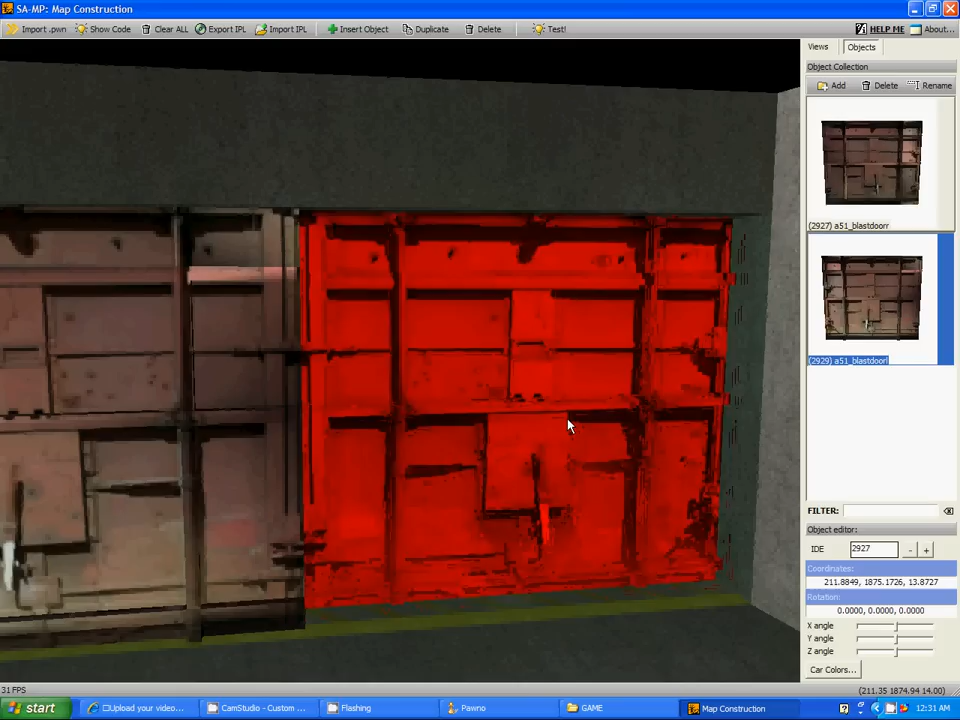 SA-MP: Map Construction
Import .pwn Show Code Clear ALL Export IPL Import IPL Insert Object Duplicate Delete Test! HELP ME About...
Views Objects
Object Collection
Add Delete Rename
(2927) a51_blastdoorr
(2929) a51_blastdoorl
FILTER:
Object editor:
IDE 2927 - +
Coordinates:
211.8849, 1875.1726, 13.8727
Rotation:
0.0000, 0.0000, 0.0000
X angle
Y angle
Z angle
Car Colors...
31 FPS (211.35 1874.94 14.00)
start Upload your video... CamStudio - Custom ... Flashing Pawno GAME Map Construction 12:31 AM